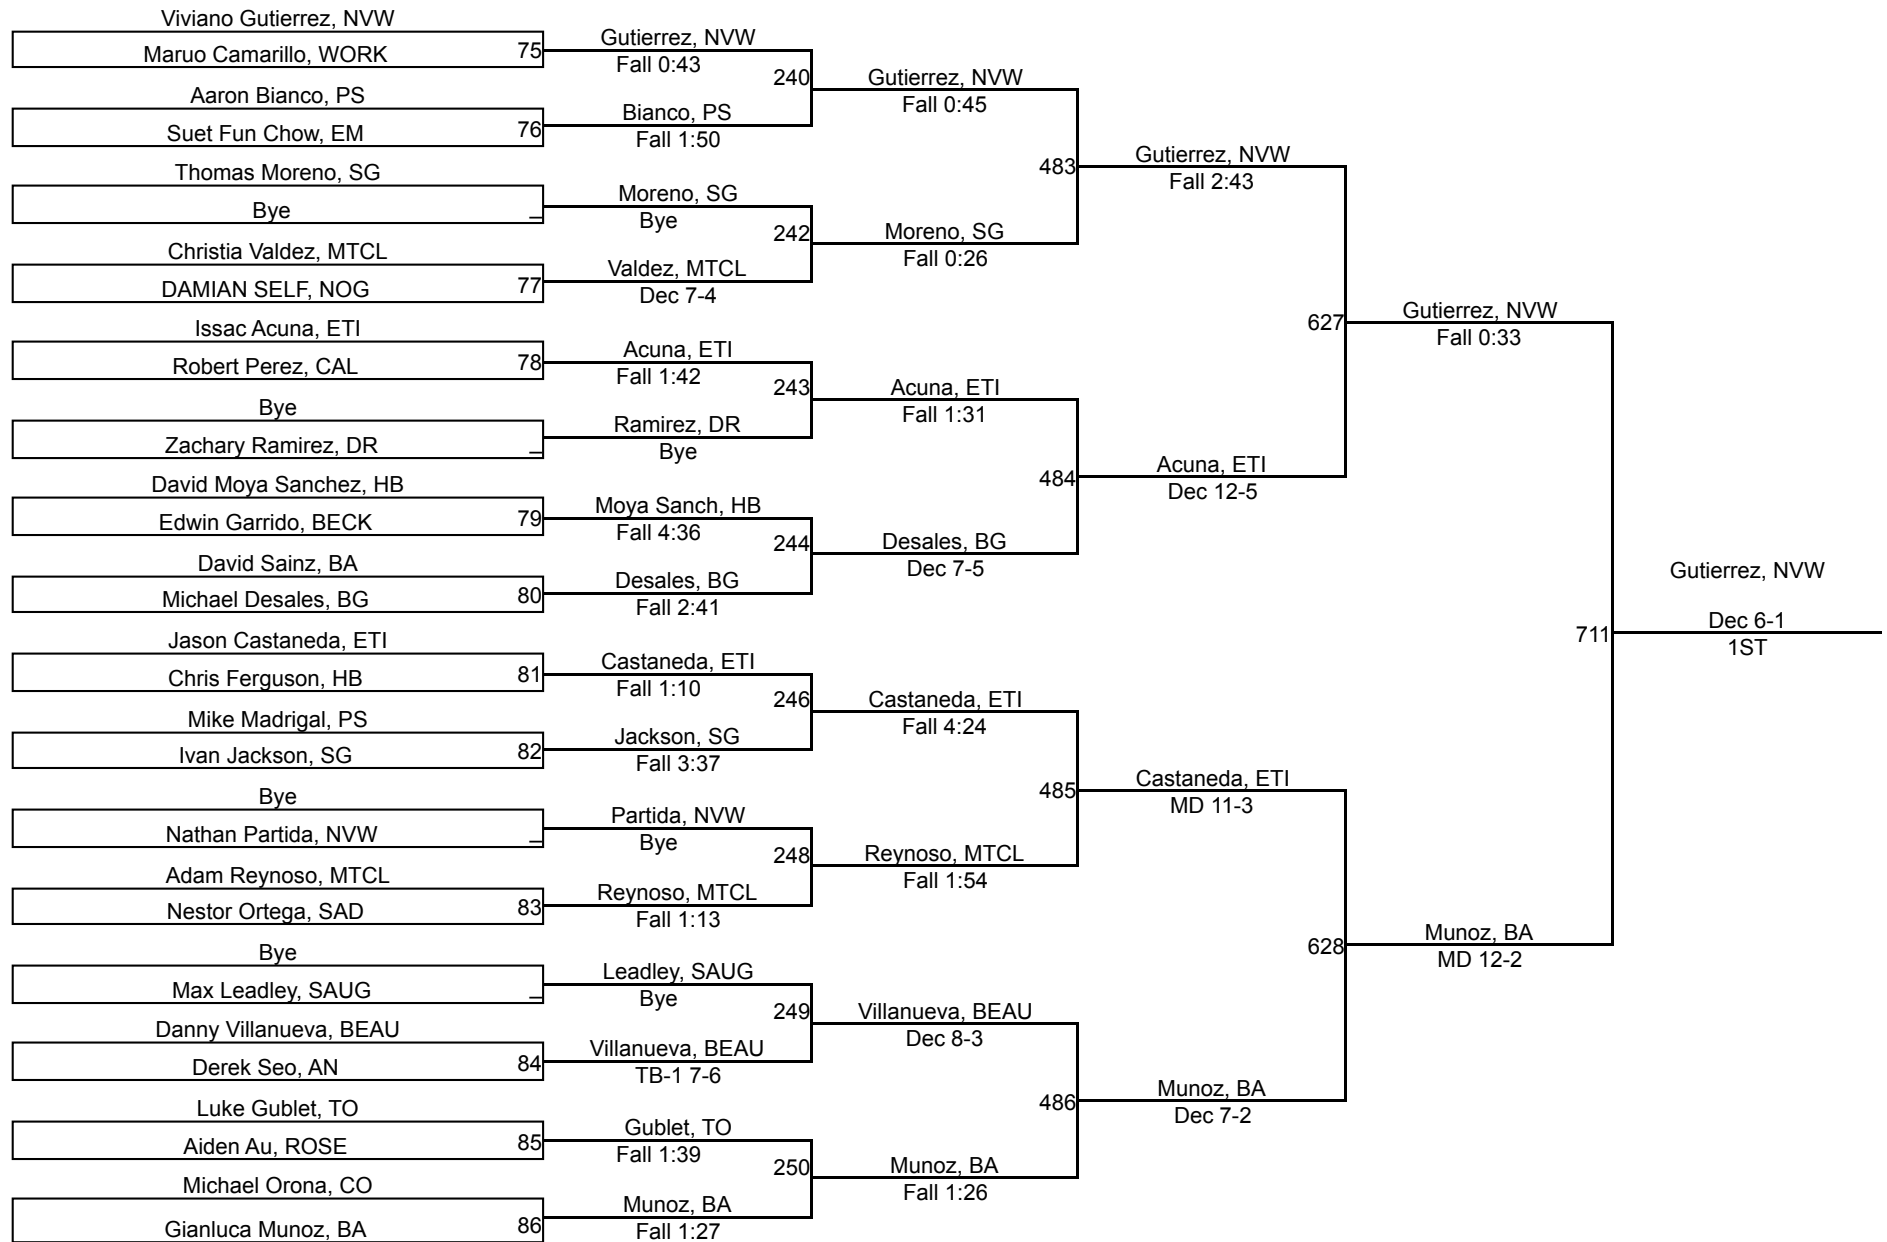 Viviano Gutierrez, NVW
Maruo Camarillo, WORK 75
Aaron Bianco, PS
Suet Fun Chow, EM 76
Thomas Moreno, SG
Bye _
Christia Valdez, MTCL
DAMIAN SELF, NOG 77
Issac Acuna, ETI
Robert Perez, CAL 78
Bye
Zachary Ramirez, DR _
David Moya Sanchez, HB
Edwin Garrido, BECK 79
David Sainz, BA
Michael Desales, BG 80
Jason Castaneda, ETI
Chris Ferguson, HB 81
Mike Madrigal, PS
Ivan Jackson, SG 82
Bye
Nathan Partida, NVW _
Adam Reynoso, MTCL
Nestor Ortega, SAD 83
Bye
Max Leadley, SAUG _
Danny Villanueva, BEAU
Derek Seo, AN 84
Luke Gublet, TO
Aiden Au, ROSE 85
Michael Orona, CO
Gianluca Munoz, BA 86
Gutierrez, NVW
Fall 0:43
240
Bianco, PS
Fall 1:50
Moreno, SG
Bye
242
Valdez, MTCL
Dec 7-4
Acuna, ETI
Fall 1:42
243
Ramirez, DR
Bye
Moya Sanch, HB
Fall 4:36
244
Desales, BG
Fall 2:41
Castaneda, ETI
Fall 1:10
246
Jackson, SG
Fall 3:37
Partida, NVW
Bye
248
Reynoso, MTCL
Fall 1:13
Leadley, SAUG
Bye
249
Villanueva, BEAU
TB-1 7-6
Gublet, TO
Fall 1:39
250
Munoz, BA
Fall 1:27
Gutierrez, NVW
Fall 0:45
483
Moreno, SG
Fall 0:26
Acuna, ETI
Fall 1:31
484
Desales, BG
Dec 7-5
Castaneda, ETI
Fall 4:24
485
Reynoso, MTCL
Fall 1:54
Villanueva, BEAU
Dec 8-3
486
Munoz, BA
Fall 1:26
Gutierrez, NVW
Fall 2:43
627
Acuna, ETI
Dec 12-5
Castaneda, ETI
MD 11-3
628
Munoz, BA
Dec 7-2
Gutierrez, NVW
Fall 0:33
711
Munoz, BA
MD 12-2
Gutierrez, NVW
Dec 6-1
1ST